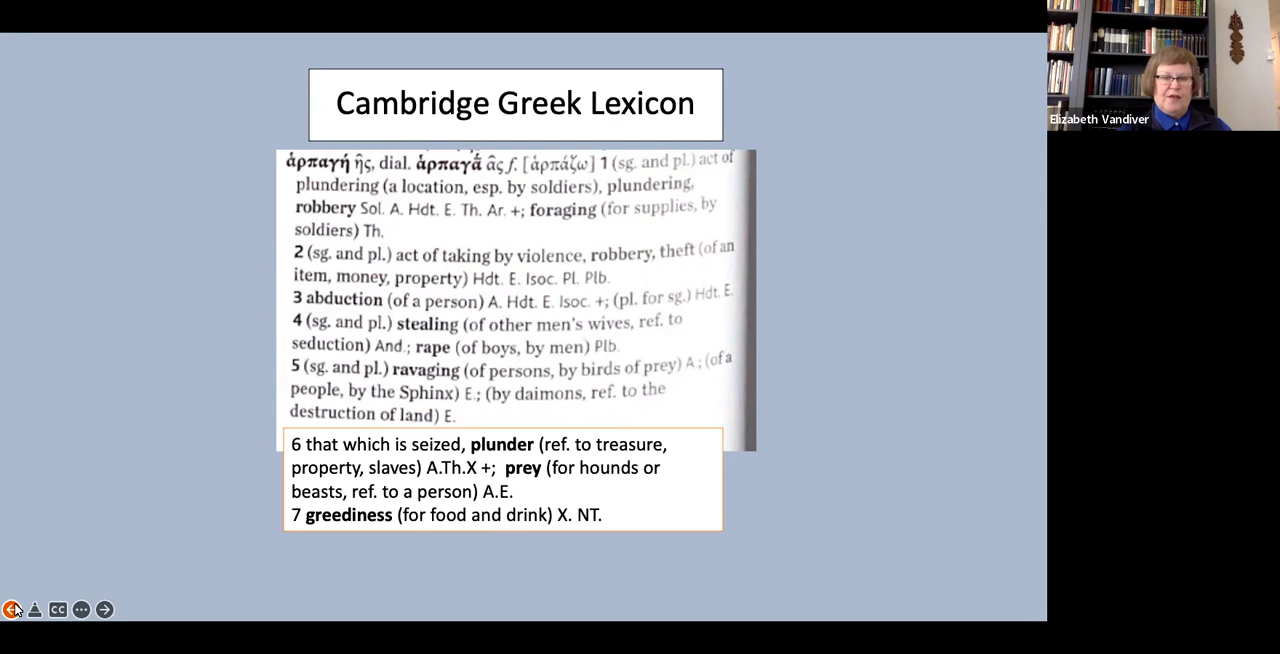 Cambridge Greek Lexicon
ἁρπαγή ῆς, dial. ἁρπαγᾱ́ ᾶς f. [ἁρπάζω] 1 (sg. and pl.) act of
plundering (a location, esp. by soldiers), plundering,
robbery Sol. A. Hdt. E. Th. Ar. +; foraging (for supplies, by
soldiers) Th.
2 (sg. and pl.) act of taking by violence, robbery, theft (of an
item, money, property) Hdt. E. Isoc. Pl. Plb.
3 abduction (of a person) A. Hdt. E. Isoc. +; (pl. for sg.) Hdt. E.
4 (sg. and pl.) stealing (of other men's wives, ref. to
seduction) And.; rape (of boys, by men) Plb.
5 (sg. and pl.) ravaging (of persons, by birds of prey) A ; (of a
people, by the Sphinx) E.; (by daimons, ref. to the
destruction of land) E.
6 that which is seized, plunder (ref. to treasure,
property, slaves) A.Th.X +; prey (for hounds or
beasts, ref. to a person) A.E.
7 greediness (for food and drink) X. NT.
Elizabeth Vandiver
CC